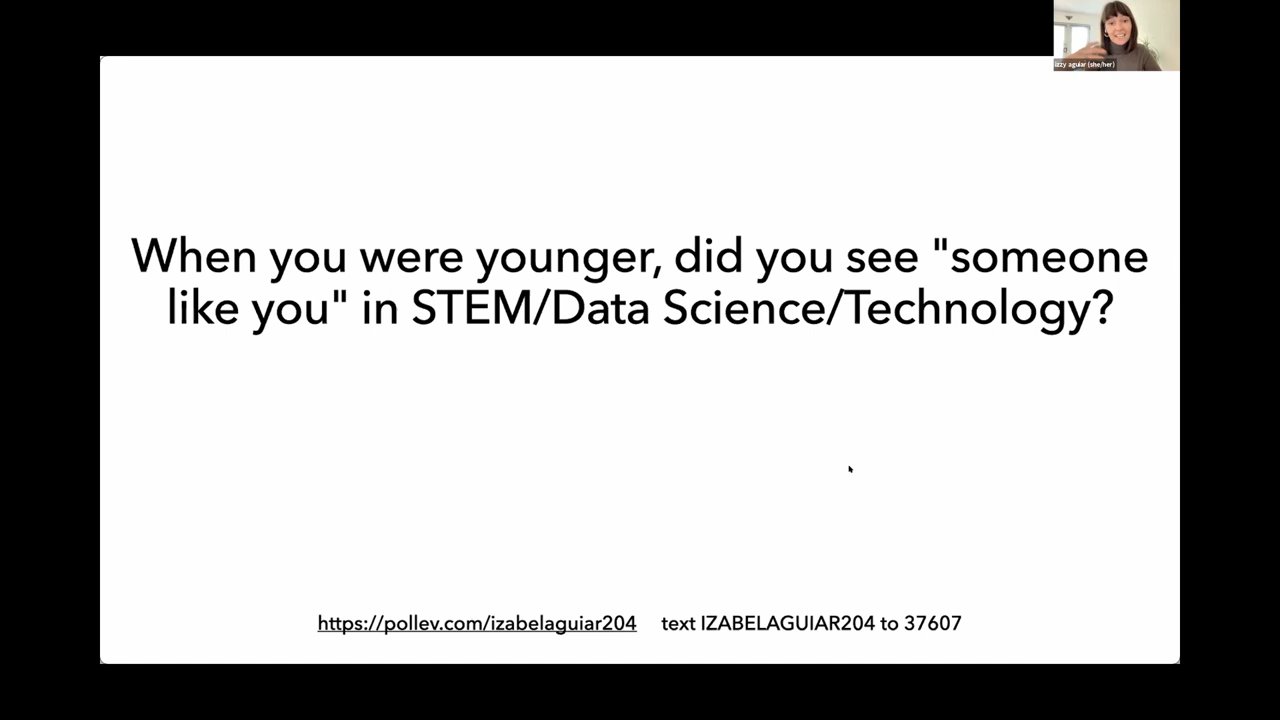 izzy aguiar (she/her)
When you were younger, did you see "someone
like you" in STEM/Data Science/Technology?
https://pollev.com/izabelaguiar204 text IZABELAGUIAR204 to 37607